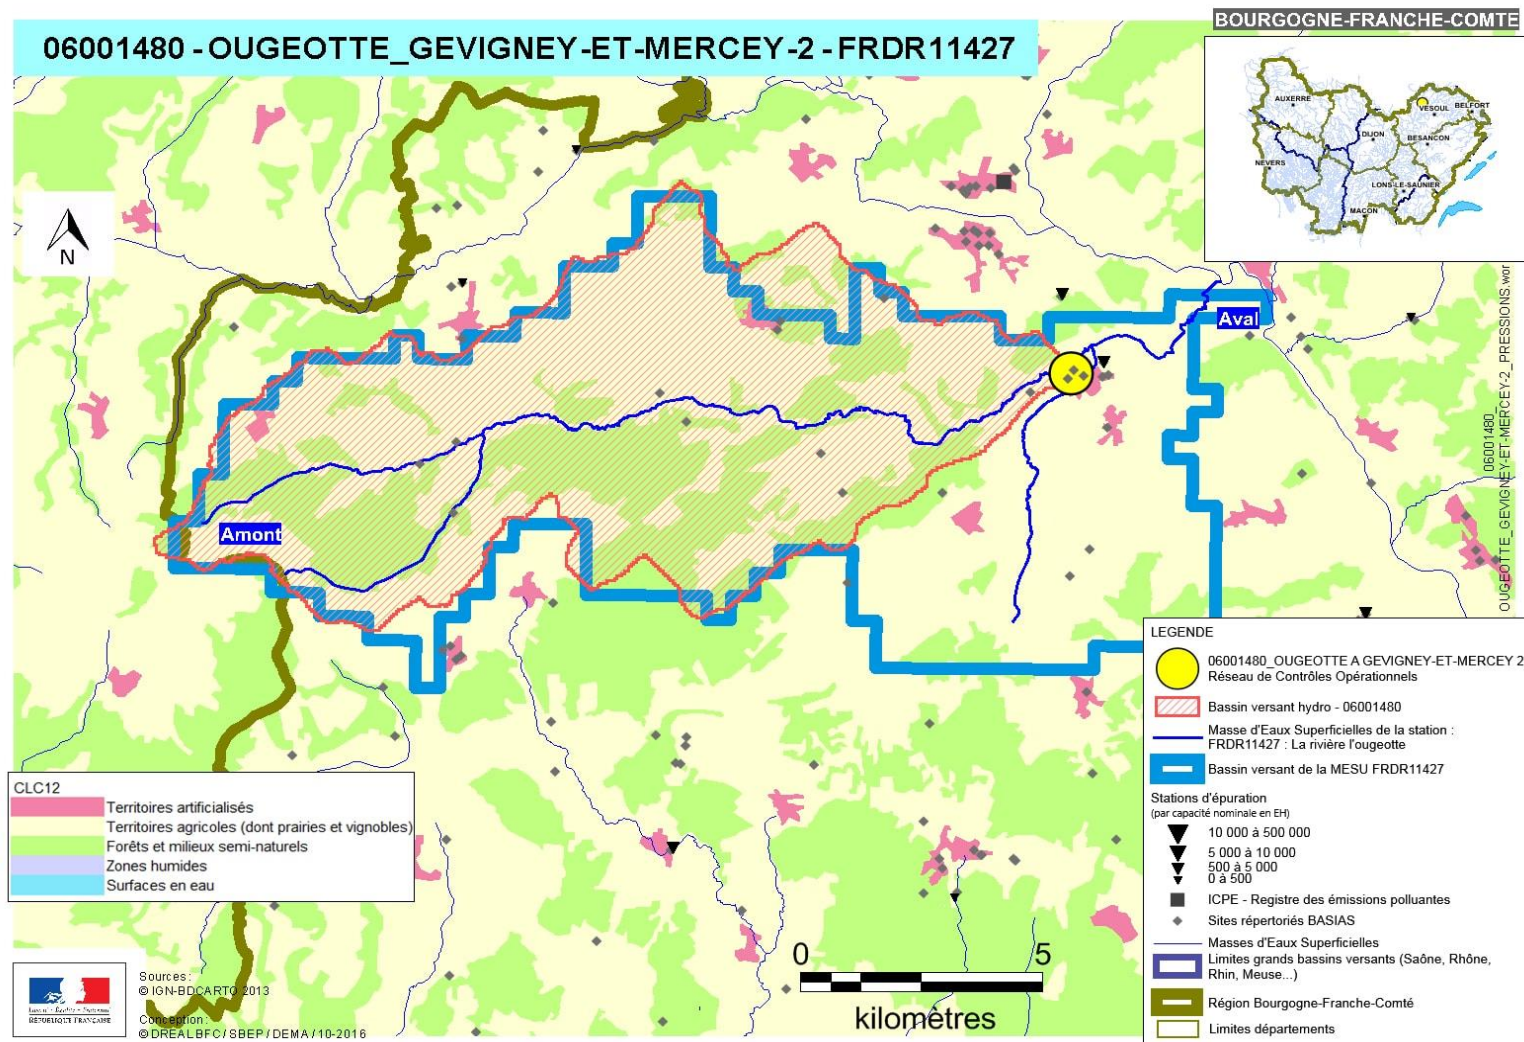 BOURGOGNE-FRANCHE-COMTE
06001480 - OUGEOTTE_GEVIGNEY-ET-MERCEY-2 - FRDR11427
AUXERRE
VESOUL
BELFORT
DIJON
BESANCON
NEVERS
LONS-LE-SAUNIER
MACON
N
Aval
Amont
06001480_
OUGEOTTE_GEVIGNEY-ET-MERCEY-2_PRESSIONS.wor
LEGENDE
06001480_OUGEOTTE A GEVIGNEY-ET-MERCEY 2
Réseau de Contrôles Opérationnels
Bassin versant hydro - 06001480
Masse d'Eaux Superficielles de la station :
FRDR11427 : La rivière l'ougeotte
Bassin versant de la MESU FRDR11427
Stations d'épuration
(par capacité nominale en EH)
10 000 à 500 000
5 000 à 10 000
500 à 5 000
0 à 500
ICPE - Registre des émissions polluantes
Sites répertoriés BASIAS
Masses d'Eaux Superficielles
Limites grands bassins versants (Saône, Rhône,
Rhin, Meuse...)
Région Bourgogne-Franche-Comté
Limites départements
CLC12
Territoires artificialisés
Territoires agricoles (dont prairies et vignobles)
Forêts et milieux semi-naturels
Zones humides
Surfaces en eau
0 5
kilomètres
Liberté • Égalité • Fraternité
RÉPUBLIQUE FRANÇAISE
Sources :
© IGN-BDCARTO 2013
Conception :
© DREAL BFC / SBEP / DEMA / 10-2016